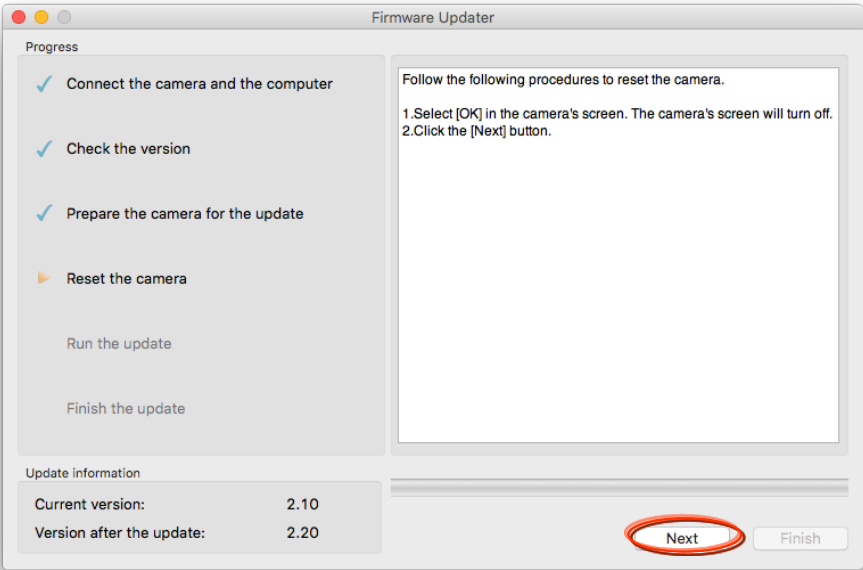 Firmware Updater
Progress
Connect the camera and the computer
Check the version
Prepare the camera for the update
Reset the camera
Run the update
Finish the update
Follow the following procedures to reset the camera.
1.Select [OK] in the camera's screen. The camera's screen will turn off.
2.Click the [Next] button.
Update information
Current version: 2.10
Version after the update: 2.20
Next
Finish